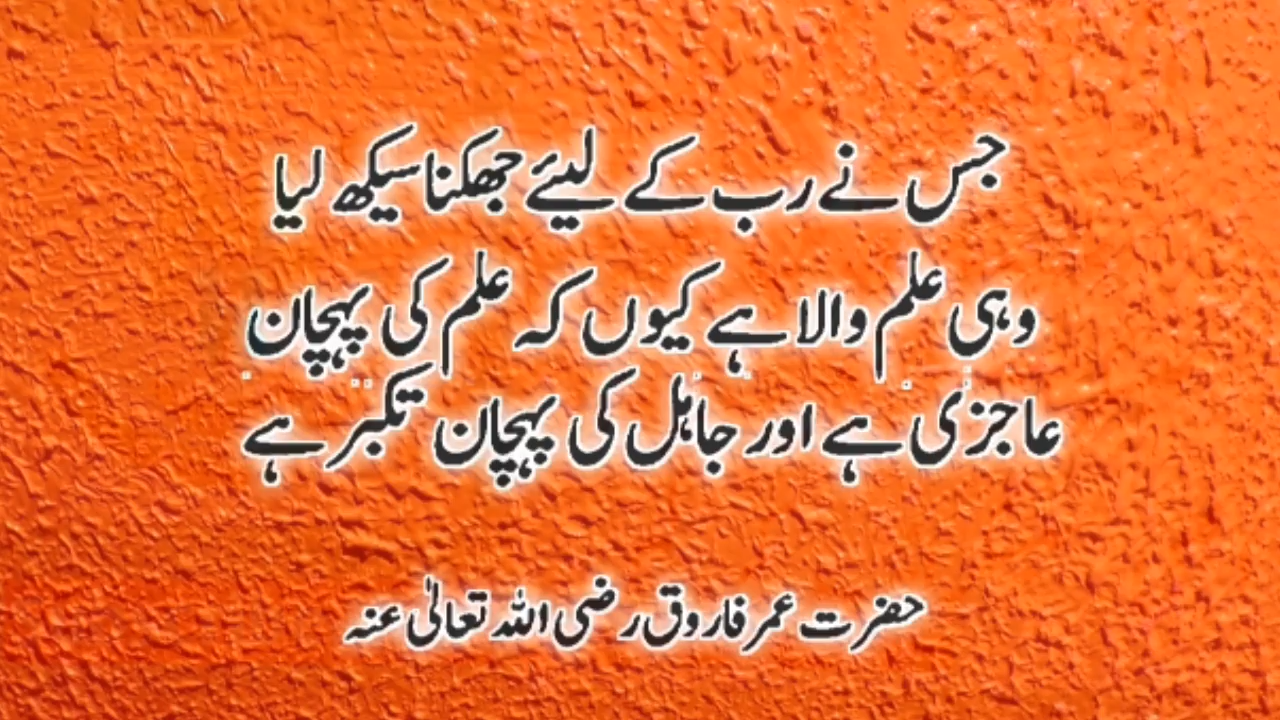 جس نے رب کے لیئے جھکنا سیکھ لیا
وہی علم والا ہے کیوں کہ علم کی پہچان
عاجزی ہے اور جاہل کی پہچان تکبر ہے
حضرت عمر فاروق رضی اللہ تعالیٰ عنہ